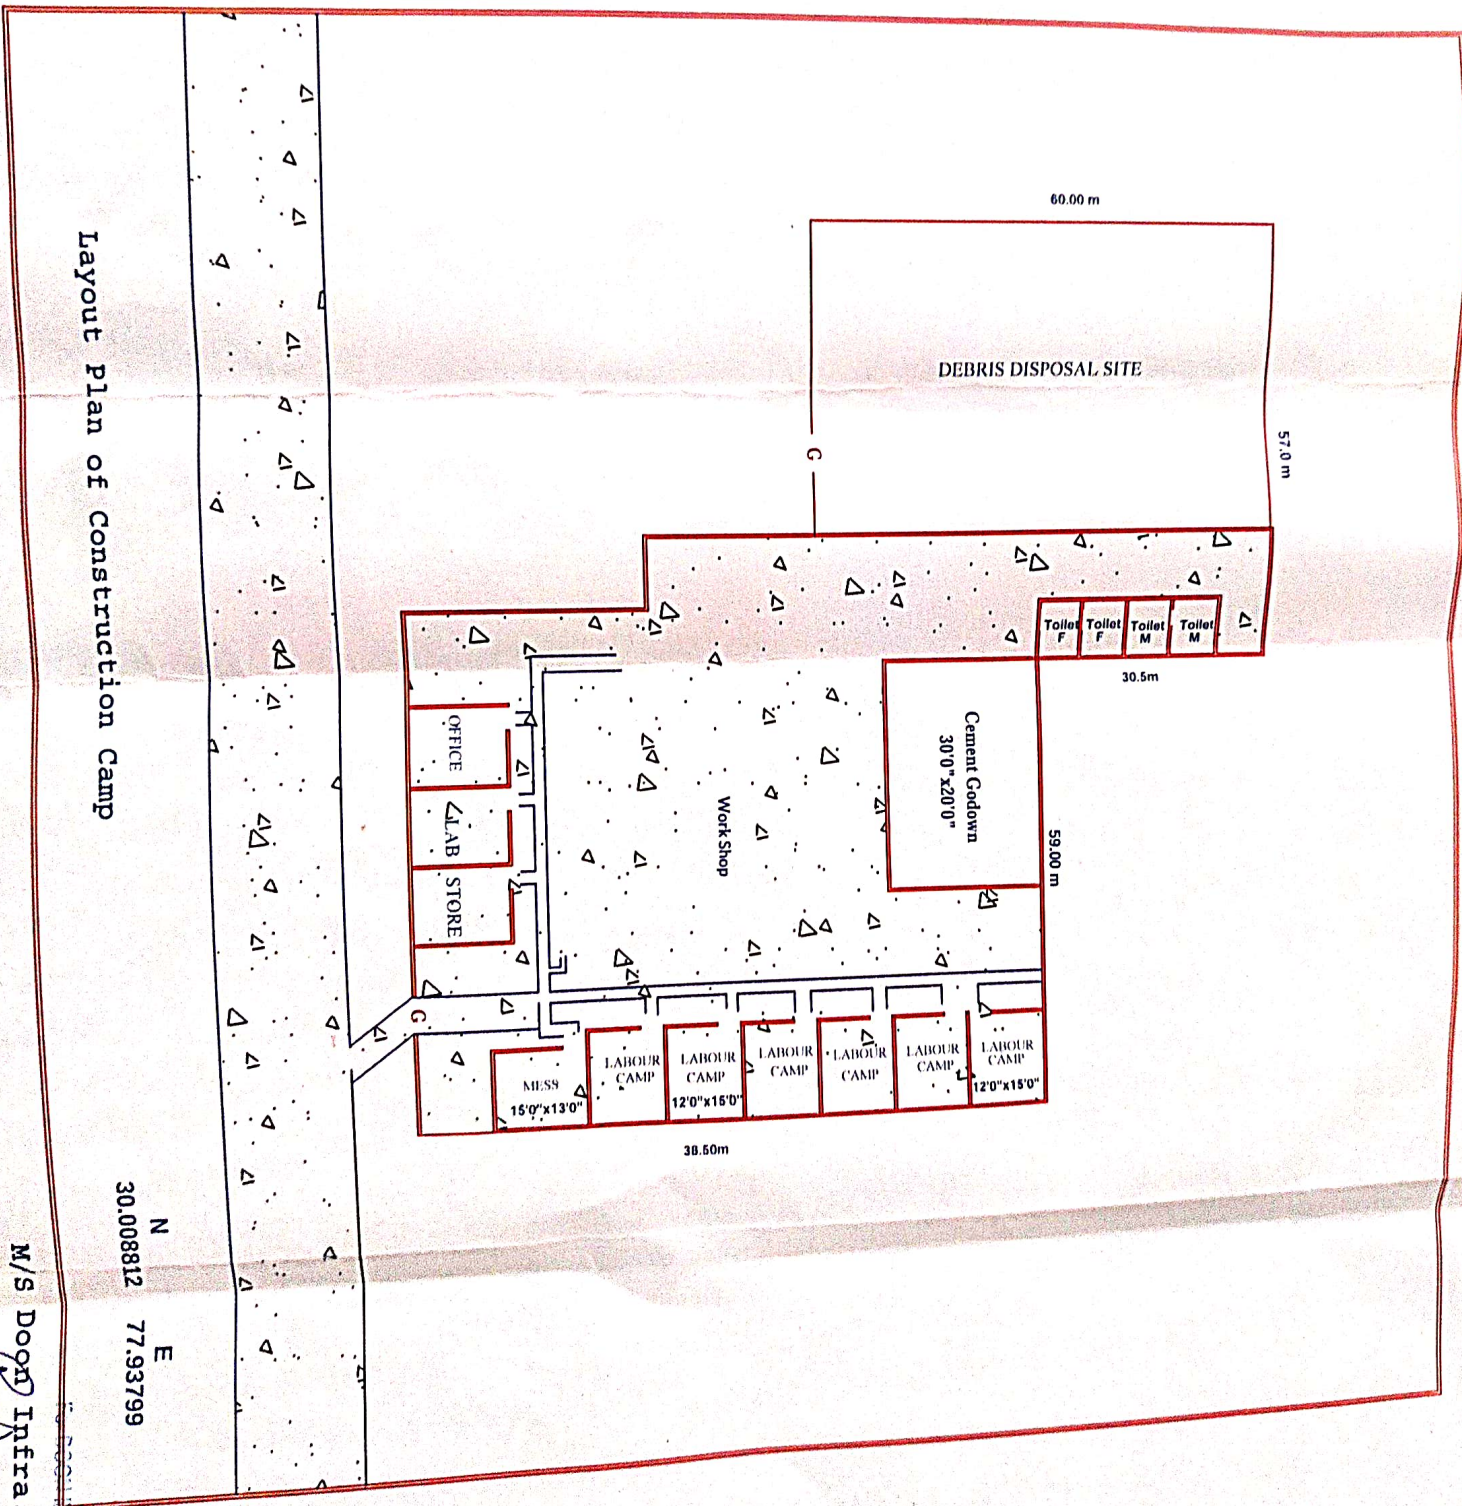 60.00 m
DEBRIS DISPOSAL SITE
57.0 m
G
Toilet
F
Toilet
F
Toilet
M
Toilet
M
30.5m
Cement Godown
30'0"x20'0"
59.00 m
WorkShop
OFFICE
LAB
STORE
G
MESS
15'0"x13'0"
LABOUR
CAMP
LABOUR
CAMP
12'0"x15'0"
LABOUR
CAMP
LABOUR
CAMP
LABOUR
CAMP
LABOUR
CAMP
12'0"x15'0"
38.50m
Layout Plan of Construction Camp
N E
30.008812 77.93799
M/S Doon Infra